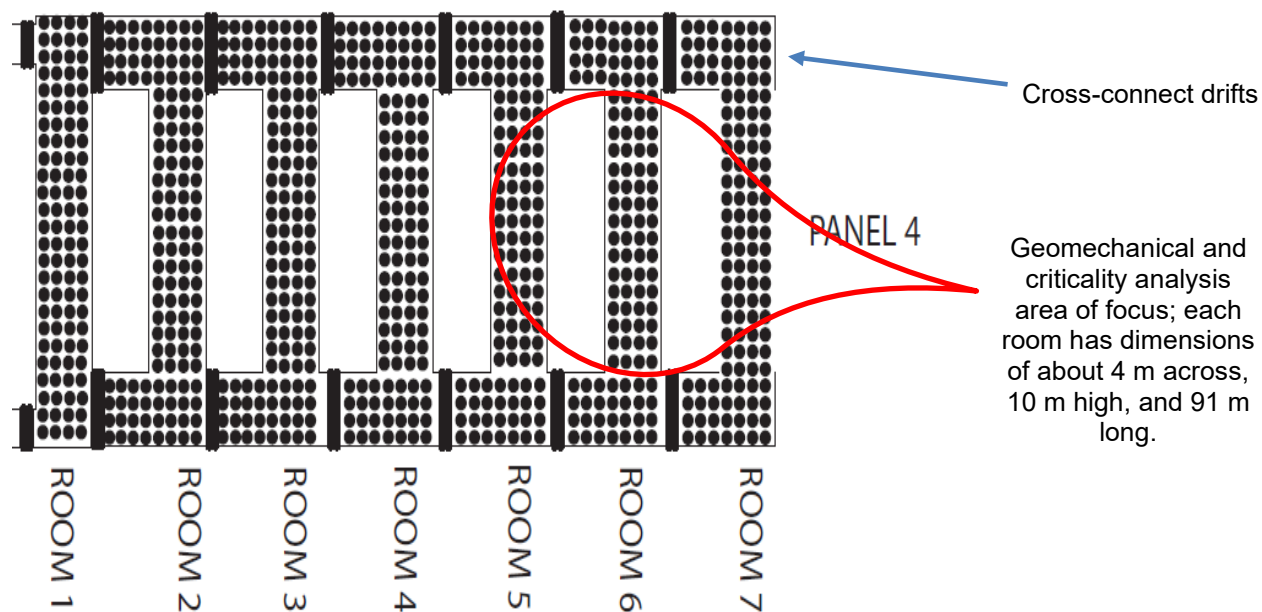 Cross-connect drifts
PANEL 4
Geomechanical and
criticality analysis
area of focus; each
room has dimensions
of about 4 m across,
10 m high, and 91 m
long.
ROOM 1
ROOM 2
ROOM 3
ROOM 4
ROOM 5
ROOM 6
ROOM 7